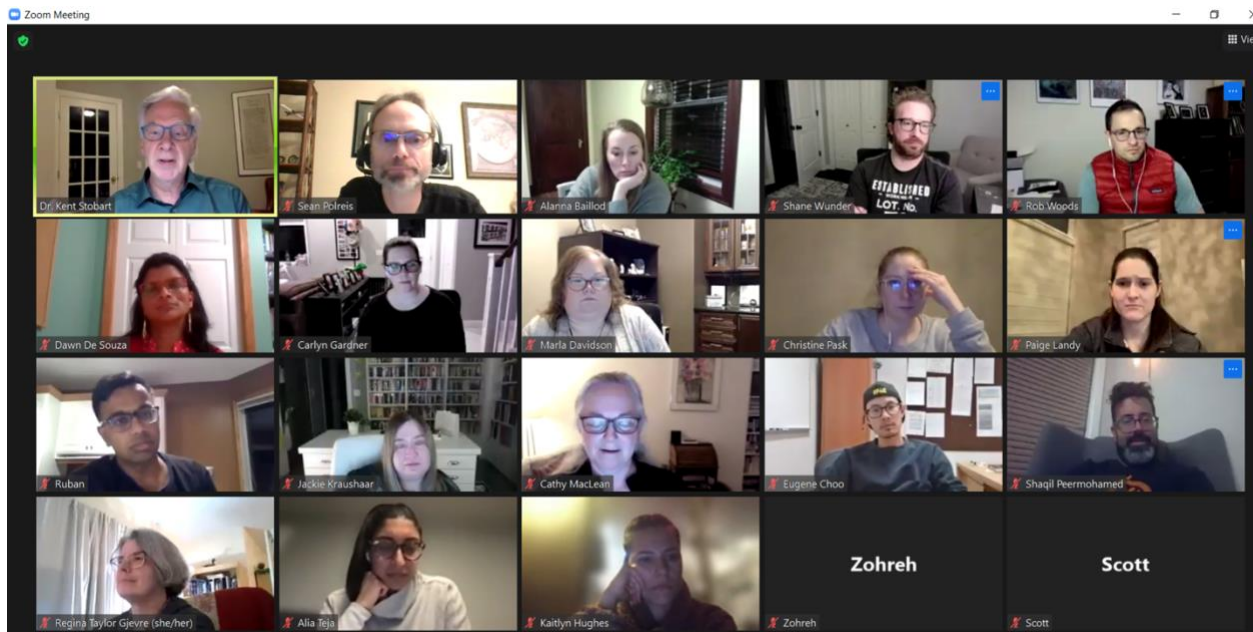 Zoom Meeting
Vie
Dr. Kent Stobart
Sean Polreis
Alanna Baillod
Shane Wunder
ESTABLISHED
LOT. No.
Rob Woods
Dawn De Souza
Carlyn Gardner
Marla Davidson
Christine Pask
Paige Landy
Ruban
Jackie Kraushaar
Cathy MacLean
Eugene Choo
Shaqil Peermohamed
Regina Taylor Gjevre (she/her)
Alia Teja
Kaitlyn Hughes
Zohreh
Zohreh
Scott
Scott